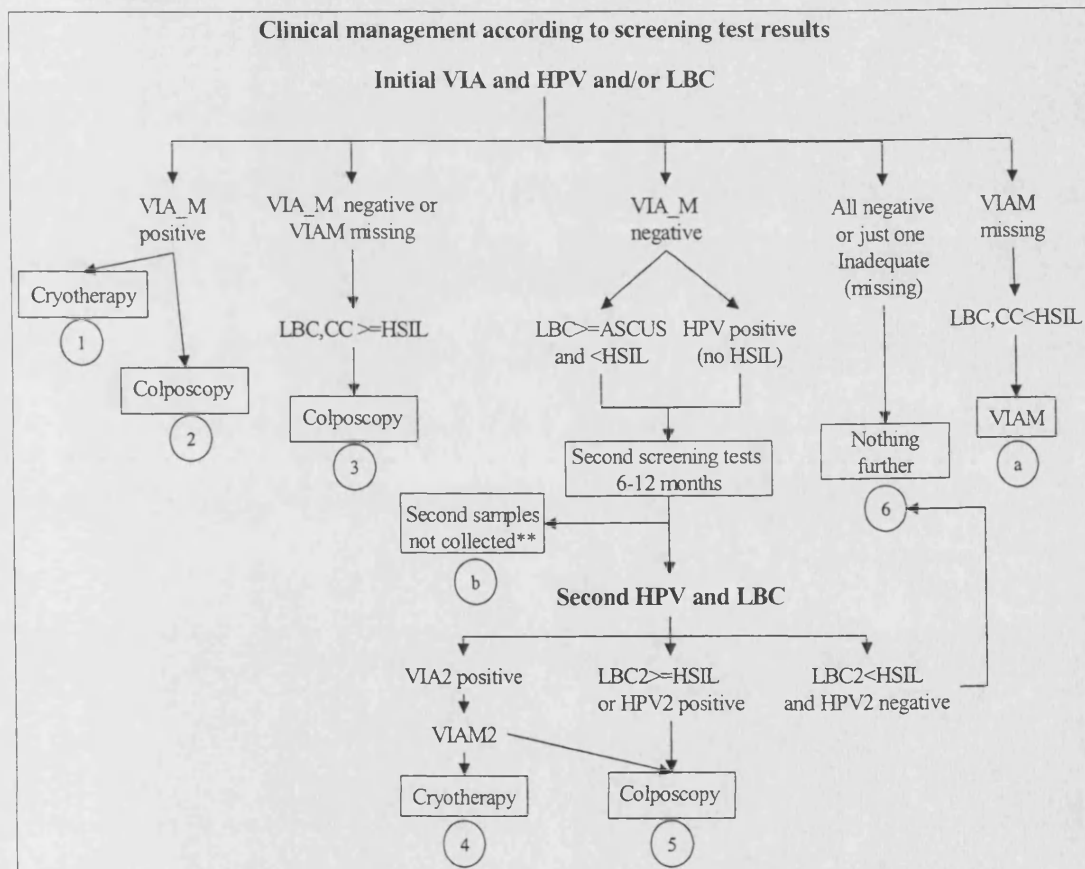 Clinical management according to screening test results
Initial VIA and HPV and/or LBC
VIA_M
positive
Cryotherapy
1
Colposcopy
2
VIA_M negative or
VIAM missing
LBC,CC >=HSIL
Colposcopy
3
VIA_M
negative
LBC>=ASCUS
and <HSIL
HPV positive
(no HSIL)
Second screening tests
6-12 months
Second samples
not collected**
b
All negative
or just one
Inadequate
(missing)
Nothing
further
6
VIAM
missing
LBC,CC<HSIL
VIAM
a
Second HPV and LBC
VIA2 positive
VIAM2
Cryotherapy
4
LBC2>=HSIL
or HPV2 positive
Colposcopy
5
LBC2<HSIL
and HPV2 negative